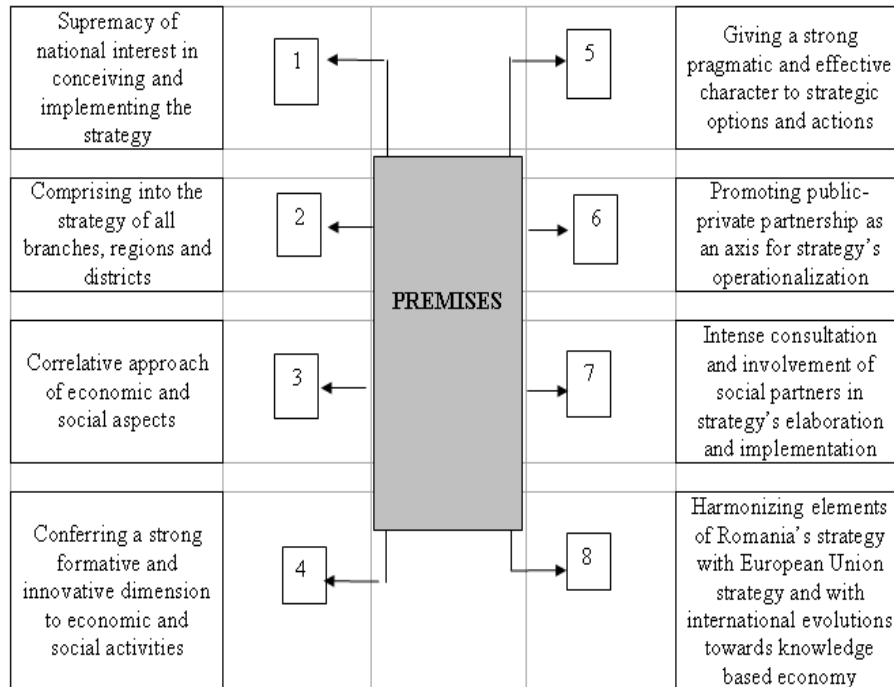 Supremacy of
national interest in
conceiving and
implementing the
strategy
1
5
Giving a strong
pragmatic and effective
character to strategic
options and actions
Comprising into the
strategy of all
branches, regions and
districts
2
6
Promoting public-
private partnership as
an axis for strategy's
operationalization
PREMISES
Correlative approach
of economic and
social aspects
3
7
Intense consultation
and involvement of
social partners in
strategy's elaboration
and implementation
Conferring a strong
formative and
innovative dimension
to economic and
social activities
4
8
Harmonizing elements
of Romania's strategy
with European Union
strategy and with
international evolutions
towards knowledge
based economy